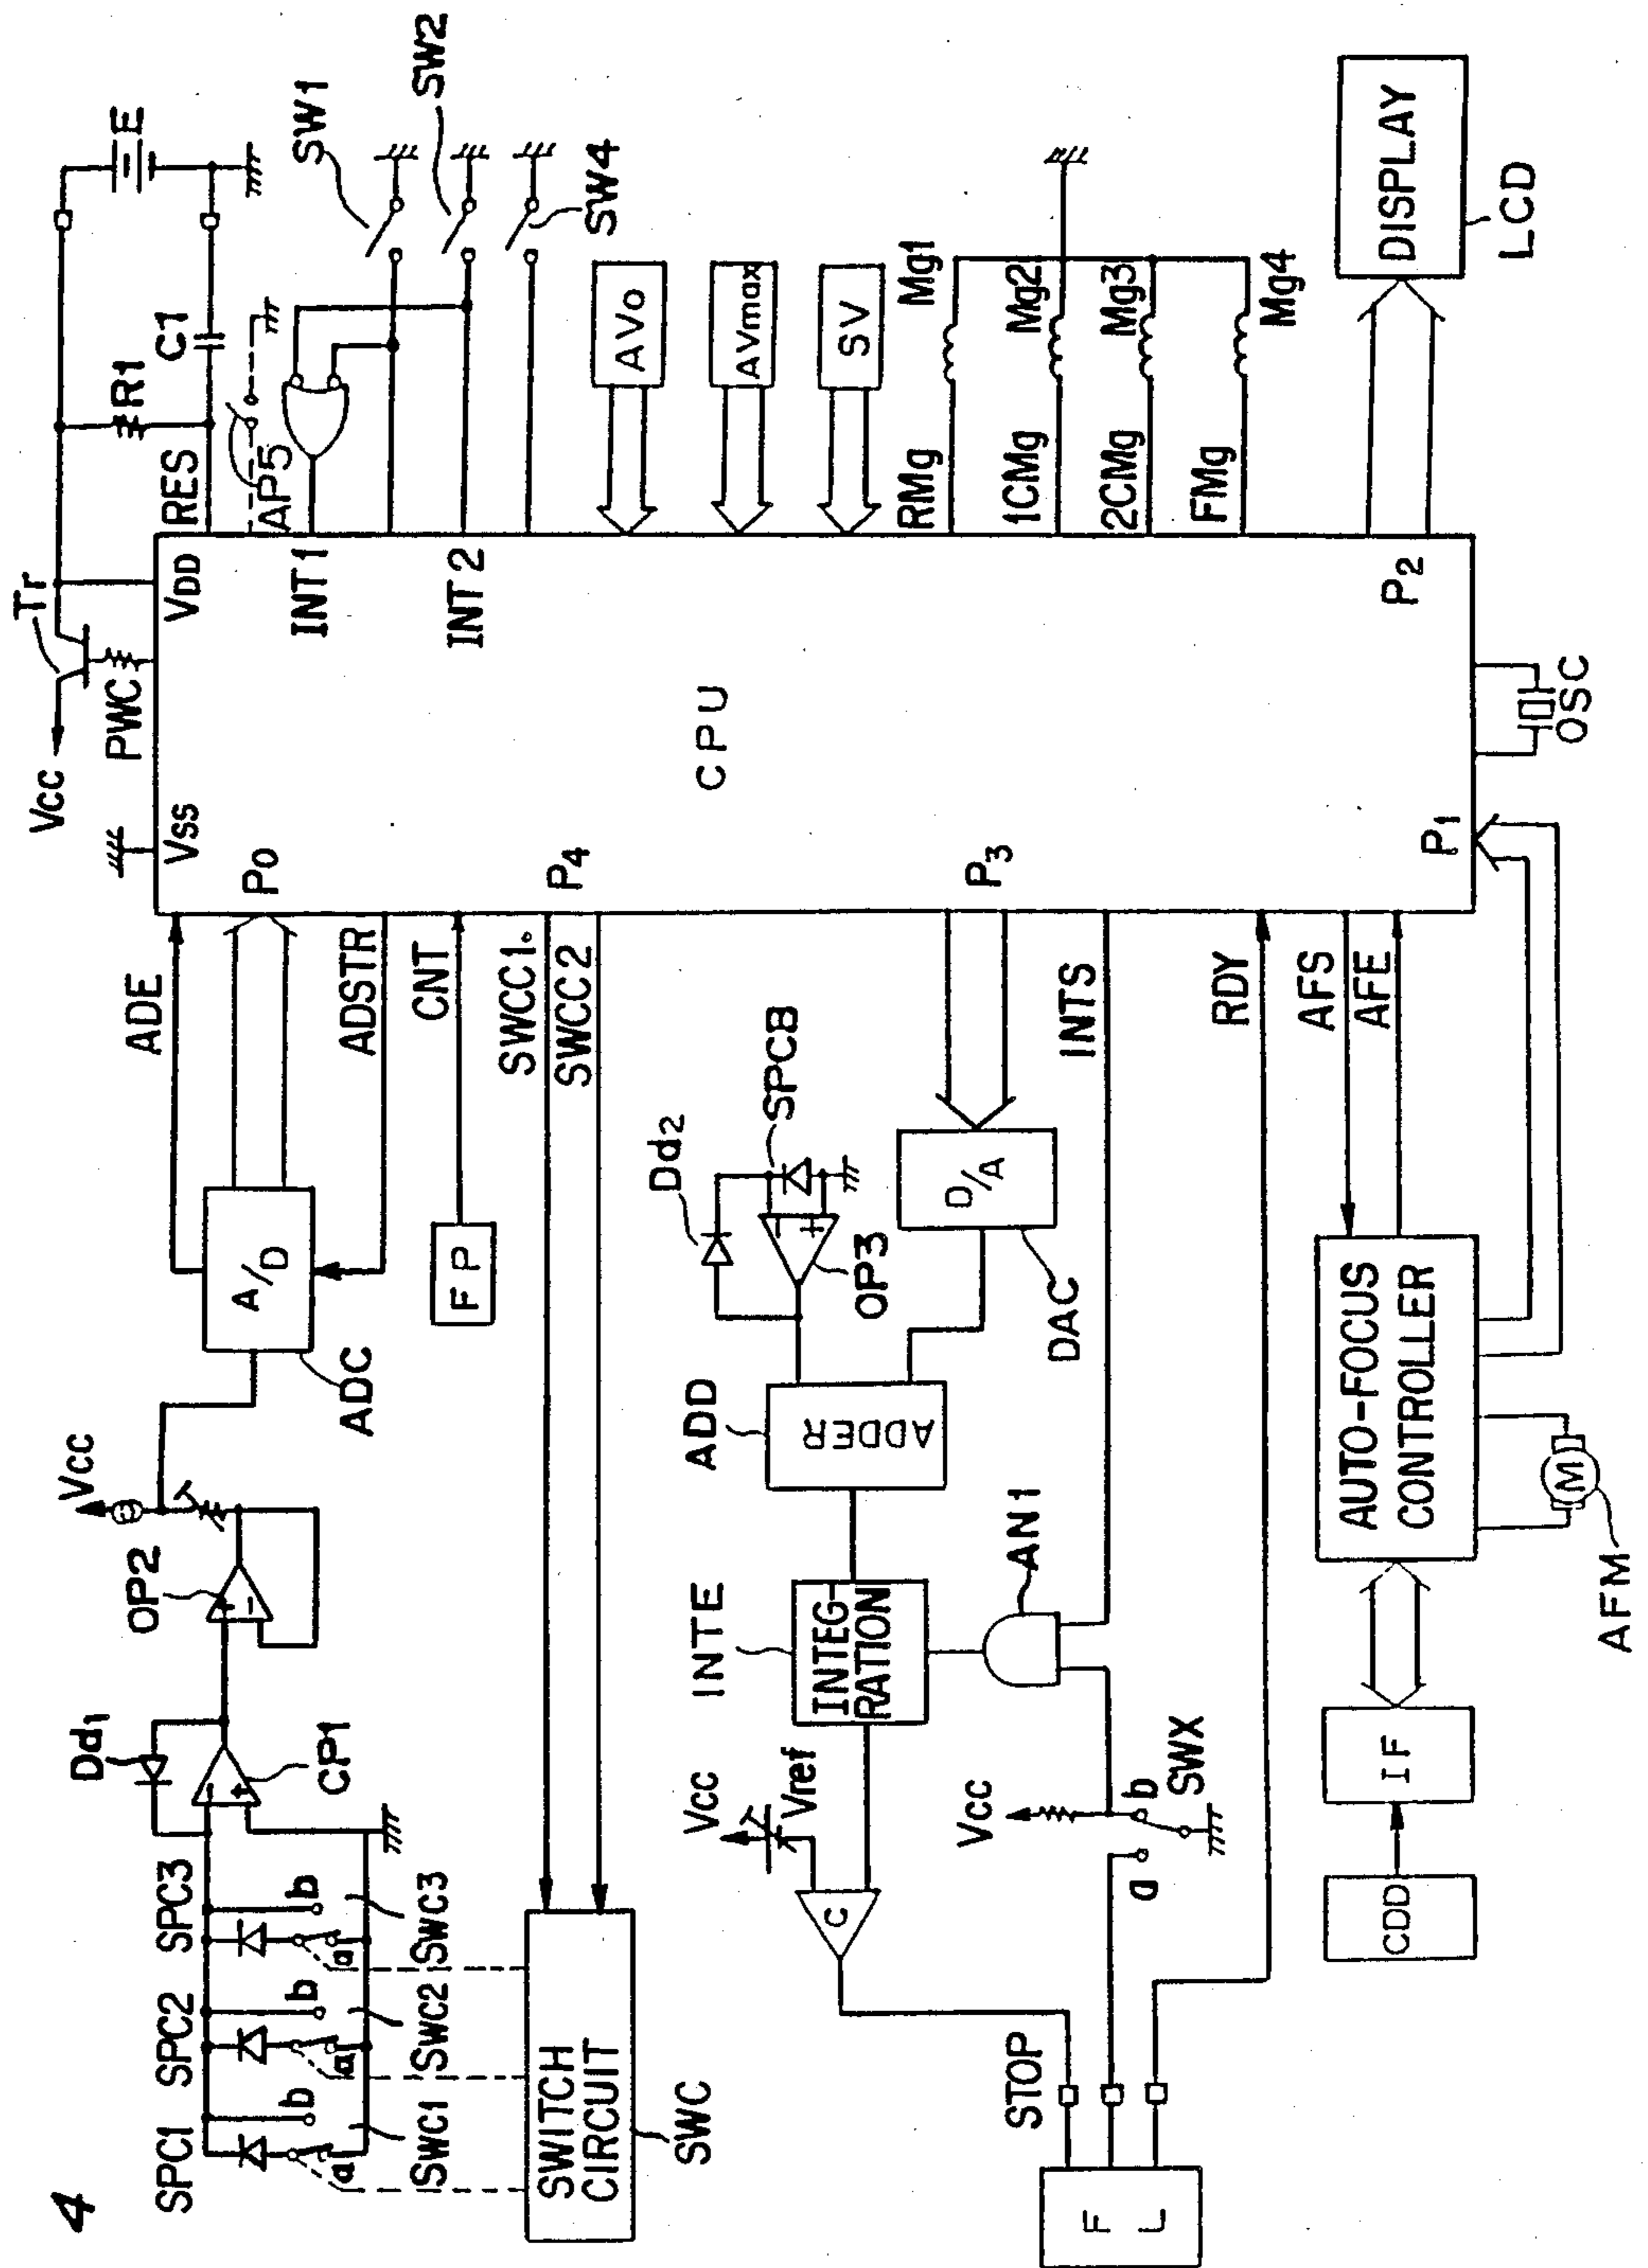 4
SPC1
SPC2
SPC3
Dd1
OP2
Vcc
b
b
b
a
a
a
SWC1
SWC2
SWC3
CP1
ADC
A/D
ADE
ADSTR
CNT
FP
SWCC1
SWCC2
SWITCH
CIRCUIT
SWC
Vcc
PWC
Tr
Vss
VDD
P0
P4
P3
P1
P2
CPU
RES
AP5
INT1
INT2
R1
C1
E
SW1
SW2
SW4
AVo
AVmax
SV
RMg
1CMg
2CMg
FMg
Mg1
Mg2
Mg3
Mg4
DISPLAY
LCD
OSC
Dd2
SPCB
OP3
D/A
DAC
ADD
ADDER
INTE
INTEG-
RATION
AN1
INTS
Vcc
Vref
C
Vcc
a
b
SWX
STOP
F
L
RDY
AFS
AFE
AUTO-FOCUS
CONTROLLER
M
AFM
IF
CDD